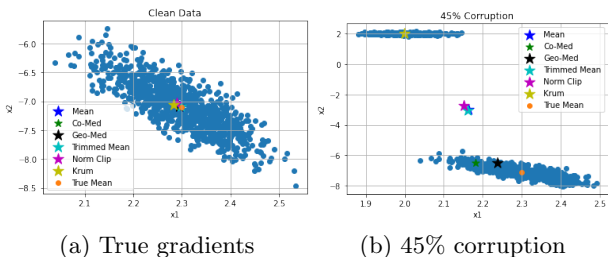 Clean Data
−6.0
−6.5
−7.0
−7.5
−8.0
−8.5
x2
2.1
2.2
2.3
2.4
2.5
x1
Mean
Co-Med
Geo-Med
Trimmed Mean
Norm Clip
Krum
True Mean
(a) True gradients
45% Corruption
2
0
−2
−4
−6
−8
x2
1.9
2.0
2.1
2.2
2.3
2.4
2.5
x1
Mean
Co-Med
Geo-Med
Trimmed Mean
Norm Clip
Krum
True Mean
(b) 45% corruption